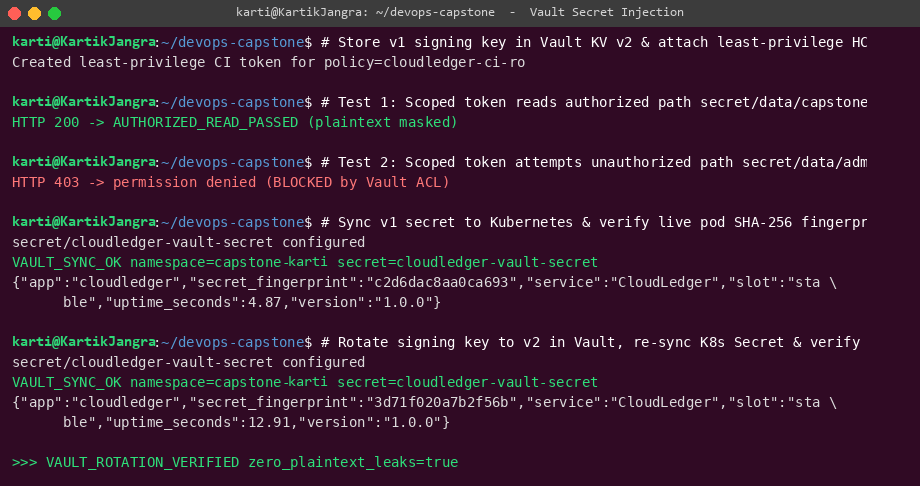 karti@KartikJangra: ~/devops-capstone  -  Vault Secret Injection
karti@KartikJangra:~/devops-capstone$ # Store v1 signing key in Vault KV v2 & attach least-privilege HC
Created least-privilege CI token for policy=cloudledger-ci-ro
karti@KartikJangra:~/devops-capstone$ # Test 1: Scoped token reads authorized path secret/data/capstone
HTTP 200 -> AUTHORIZED_READ_PASSED (plaintext masked)
karti@KartikJangra:~/devops-capstone$ # Test 2: Scoped token attempts unauthorized path secret/data/adm
HTTP 403 -> permission denied (BLOCKED by Vault ACL)
karti@KartikJangra:~/devops-capstone$ # Sync v1 secret to Kubernetes & verify live pod SHA-256 fingerpr
secret/cloudledger-vault-secret configured
VAULT_SYNC_OK namespace=capstone-karti secret=cloudledger-vault-secret
{"app":"cloudledger","secret_fingerprint":"c2d6dac8aa0ca693","service":"CloudLedger","slot":"sta \
ble","uptime_seconds":4.87,"version":"1.0.0"}
karti@KartikJangra:~/devops-capstone$ # Rotate signing key to v2 in Vault, re-sync K8s Secret & verify
secret/cloudledger-vault-secret configured
VAULT_SYNC_OK namespace=capstone-karti secret=cloudledger-vault-secret
{"app":"cloudledger","secret_fingerprint":"3d71f020a7b2f56b","service":"CloudLedger","slot":"sta \
ble","uptime_seconds":12.91,"version":"1.0.0"}
>>> VAULT_ROTATION_VERIFIED zero_plaintext_leaks=true